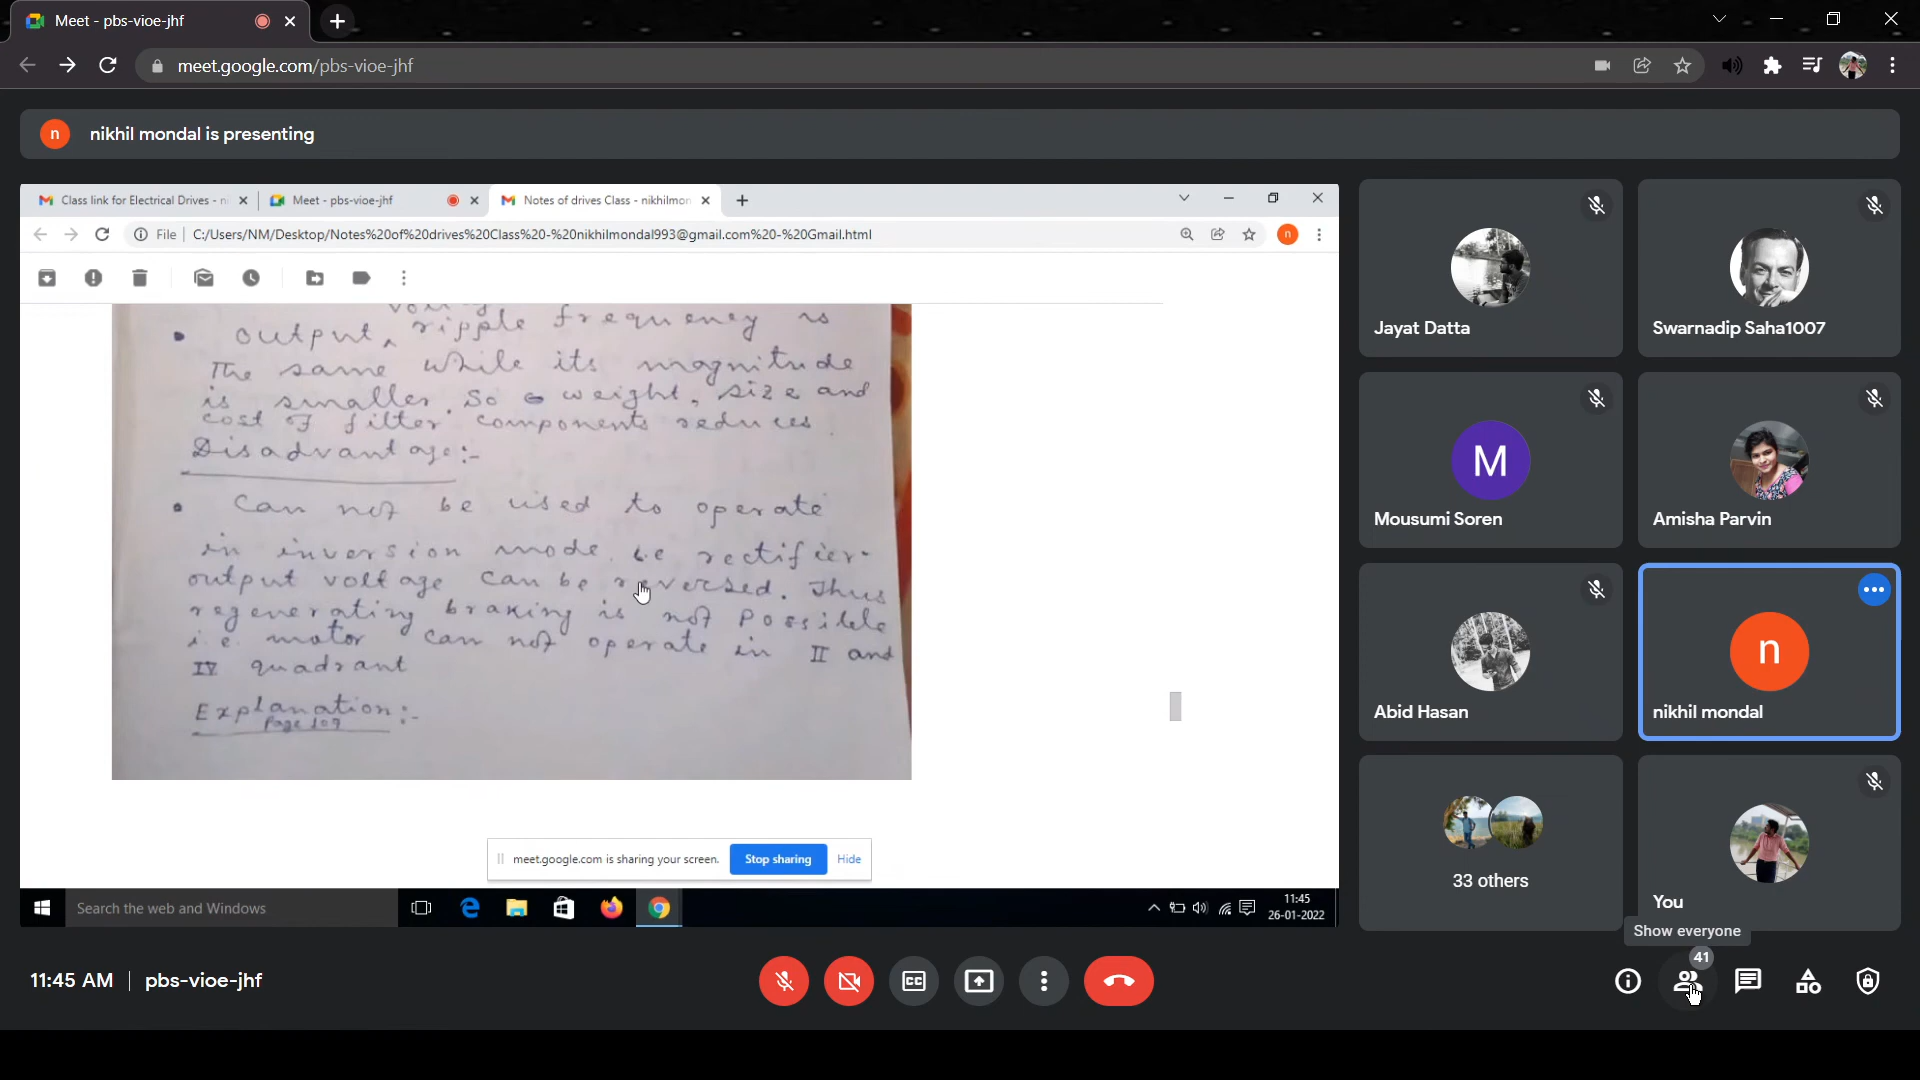 Meet - pbs-vioe-jhf
meet.google.com/pbs-vioe-jhf
n nikhil mondal is presenting
Class link for Electrical Drives - ni
Meet - pbs-vioe-jhf
Notes of drives Class - nikhilmon
File | C:/Users/NM/Desktop/Notes%20of%20drives%20Class%20-%20nikhilmondal993@gmail.com%20-%20Gmail.html
n
output ripple frequency is
The same while its magnitude
is smaller. So weight, size and
cost of filter components reduces.
Disadvantage:-
• Can not be used to operate
in inversion mode. i.e rectifier-
output voltage can be reversed. Thus
regenerating braking is not possible
i.e. motor can not operate in II and
IV quadrant
Explanation:-
Page 109
meet.google.com is sharing your screen.
Stop sharing
Hide
Search the web and Windows
11:45
26-01-2022
Jayat Datta
Swarnadip Saha1007
M
Mousumi Soren
Amisha Parvin
Abid Hasan
n
nikhil mondal
33 others
You
Show everyone
41
11:45 AM | pbs-vioe-jhf
CC